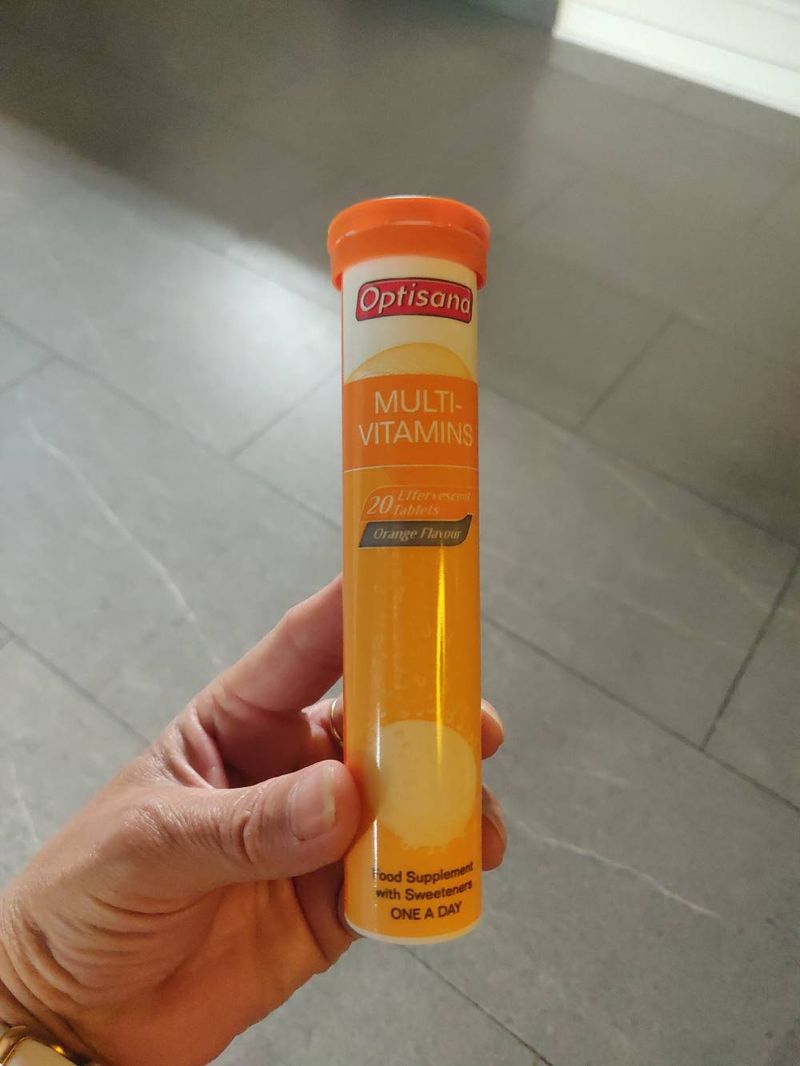 Optisana
MULTI-
VITAMINS
20 Effervescent
Tablets
Orange Flavour
Food Supplement
with Sweeteners
ONE A DAY